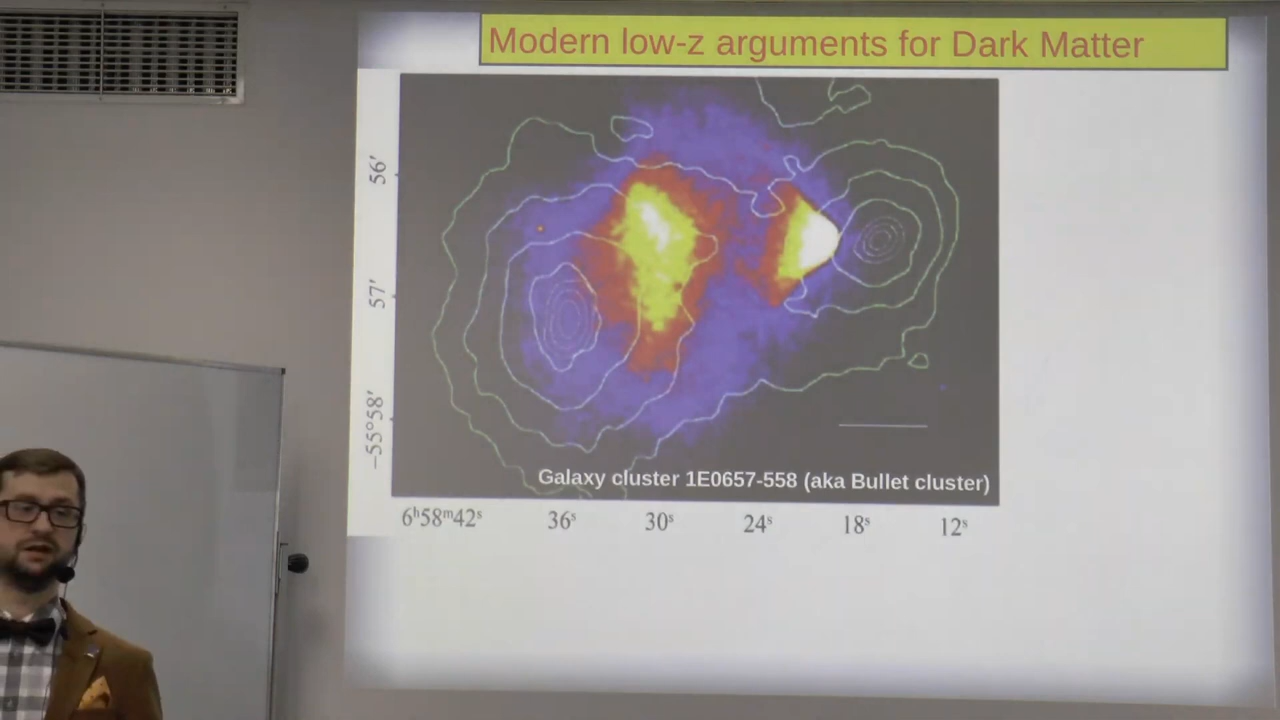 Modern low-z arguments for Dark Matter
56'
57'
−55°58'
Galaxy cluster 1E0657-558 (aka Bullet cluster)
6ʰ58ᵐ42ˢ 36ˢ 30ˢ 24ˢ 18ˢ 12ˢ